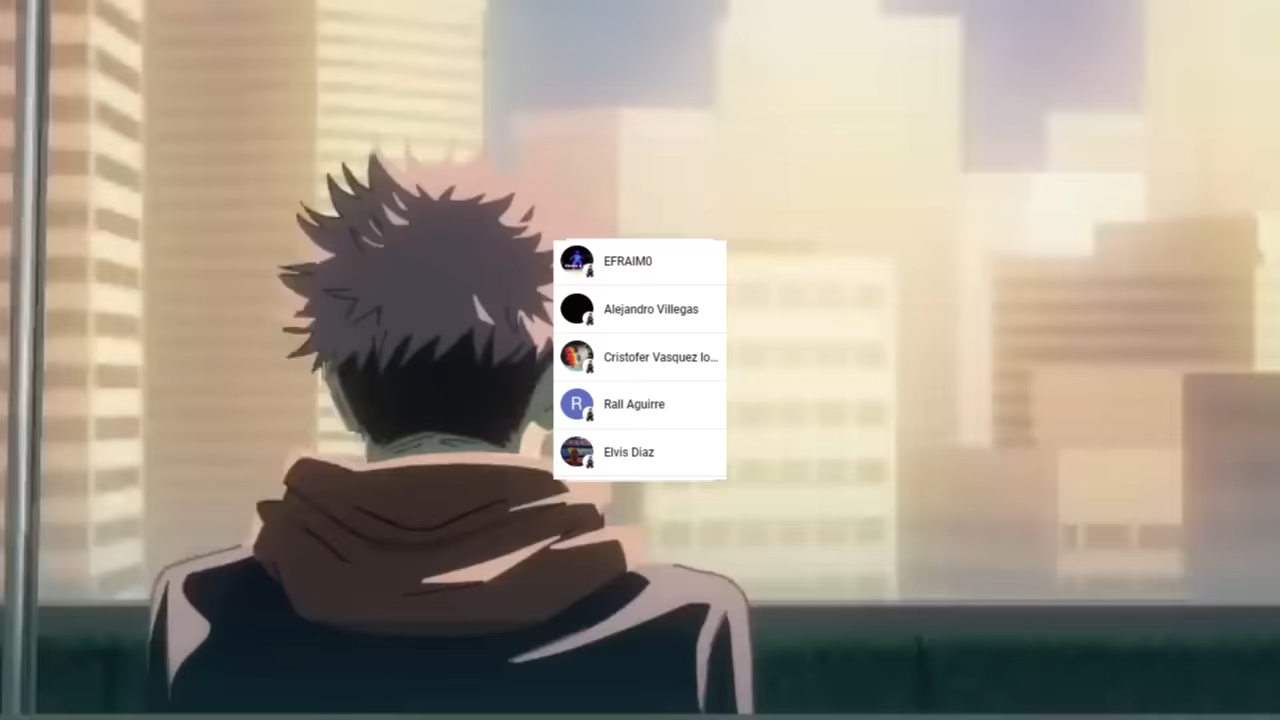 EFRAIM0
Alejandro Villegas
Cristofer Vasquez lo...
R
Rall Aguirre
Elvis Diaz